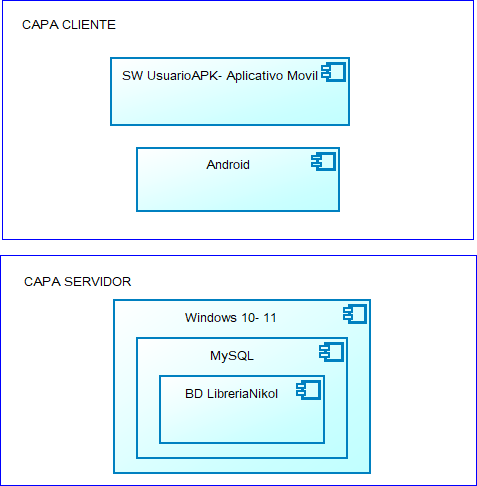 CAPA CLIENTE
SW UsuarioAPK- Aplicativo Movil
Android
CAPA SERVIDOR
Windows 10- 11
MySQL
BD LibreriaNikol